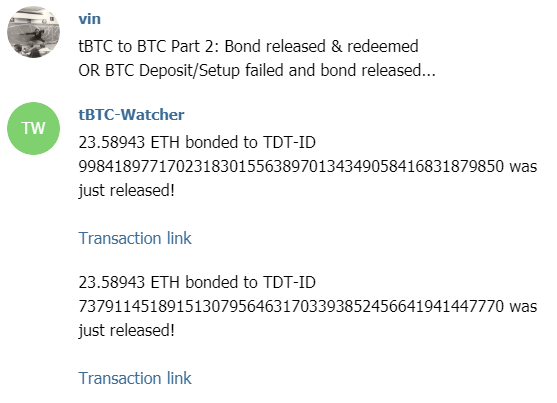 vin
tBTC to BTC Part 2: Bond released & redeemed
OR BTC Deposit/Setup failed and bond released...
TW
tBTC-Watcher
23.58943 ETH bonded to TDT-ID
998418977170231830155638970134349058416831879850 was
just released!
Transaction link
23.58943 ETH bonded to TDT-ID
737911451891513079564631703393852456641941447770 was
just released!
Transaction link